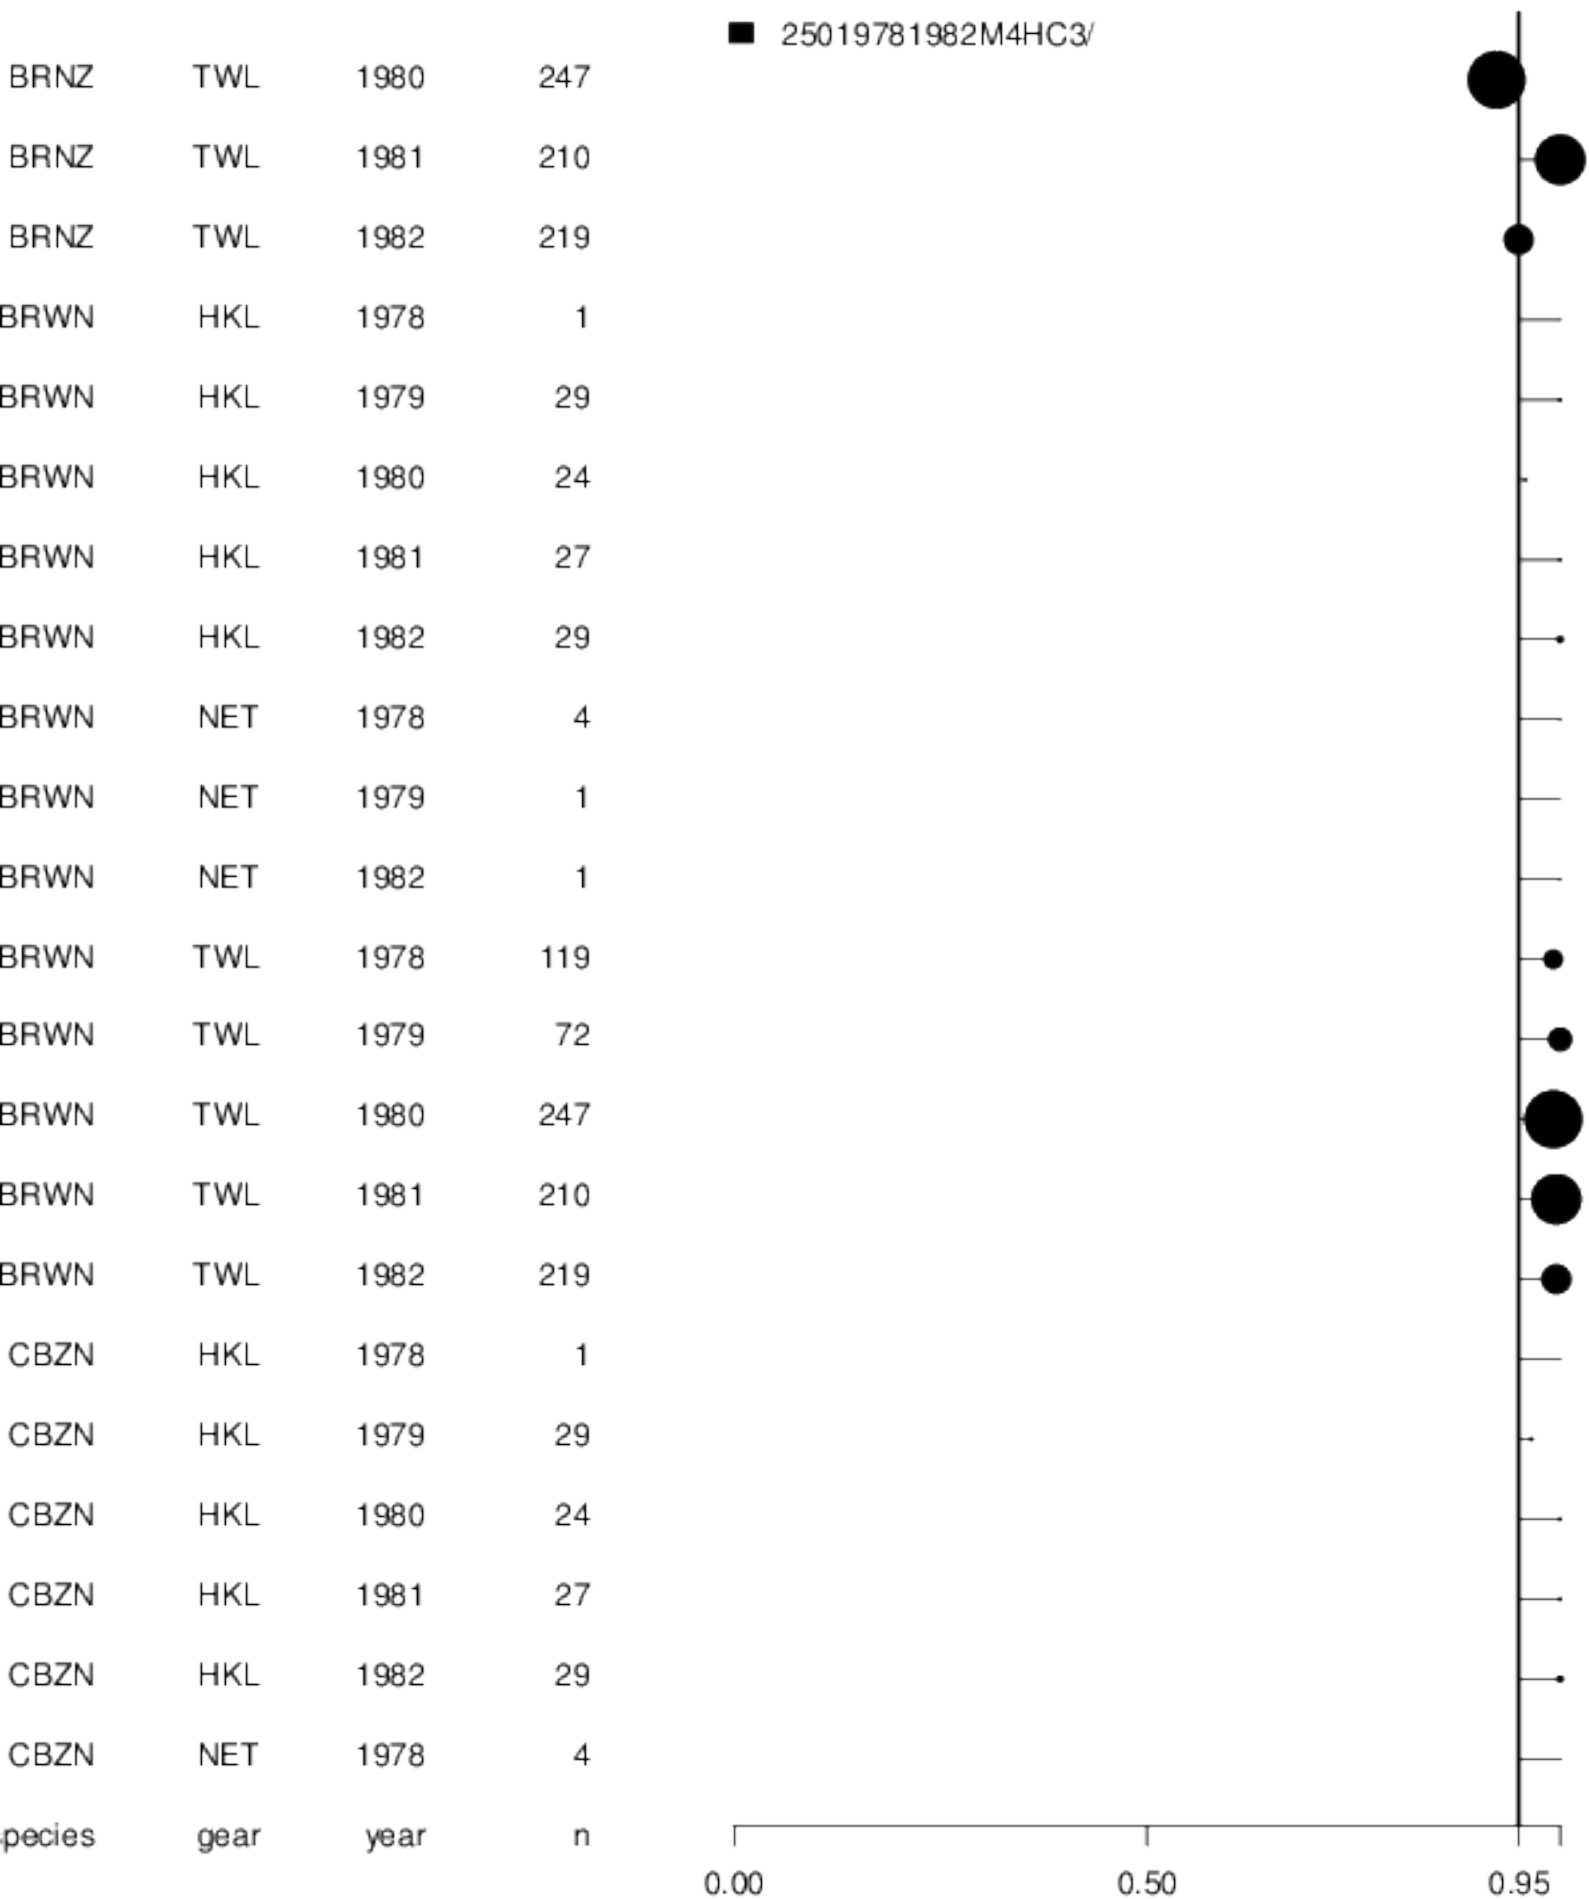 25019781982M4HC3/
BRNZ TWL 1980 247
BRNZ TWL 1981 210
BRNZ TWL 1982 219
BRWN HKL 1978 1
BRWN HKL 1979 29
BRWN HKL 1980 24
BRWN HKL 1981 27
BRWN HKL 1982 29
BRWN NET 1978 4
BRWN NET 1979 1
BRWN NET 1982 1
BRWN TWL 1978 119
BRWN TWL 1979 72
BRWN TWL 1980 247
BRWN TWL 1981 210
BRWN TWL 1982 219
CBZN HKL 1978 1
CBZN HKL 1979 29
CBZN HKL 1980 24
CBZN HKL 1981 27
CBZN HKL 1982 29
CBZN NET 1978 4
pecies gear year n
0.00 0.50 0.95